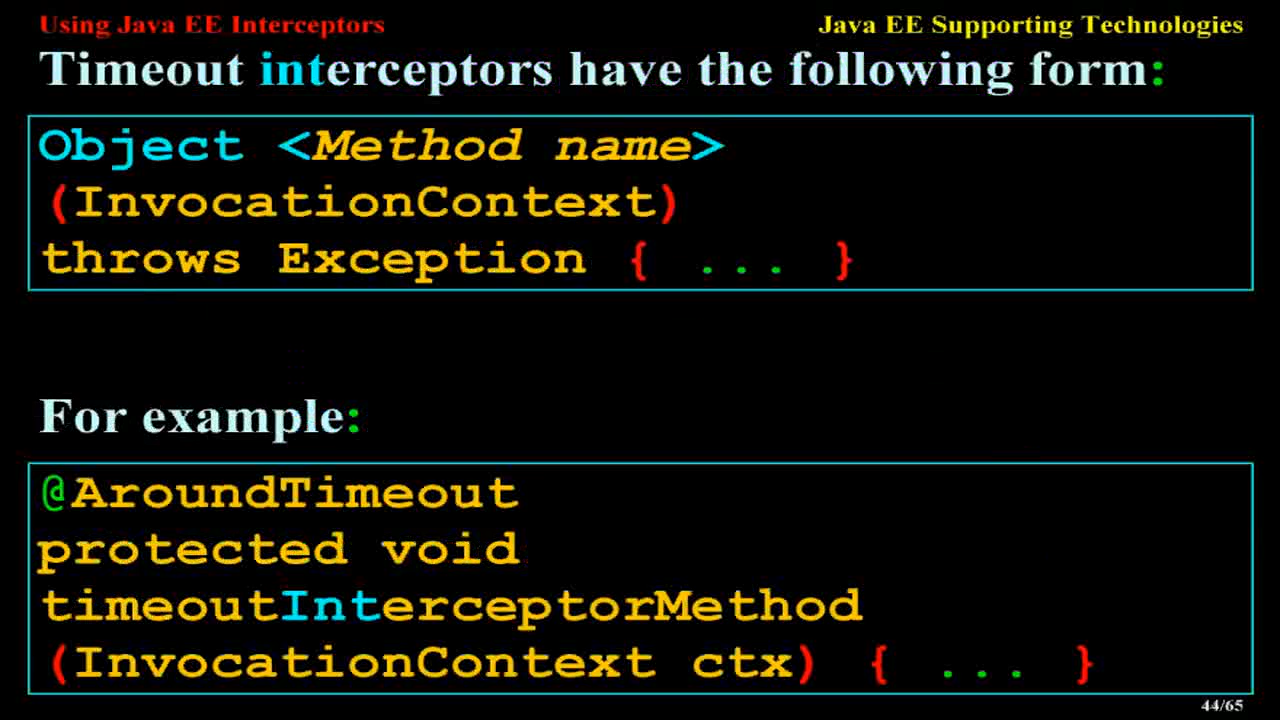 Using Java EE Interceptors
Java EE Supporting Technologies
Timeout interceptors have the following form:
Object <Method name>
(InvocationContext)
throws Exception { ... }
For example:
@AroundTimeout
protected void
timeoutInterceptorMethod
(InvocationContext ctx) { ... }
44/65